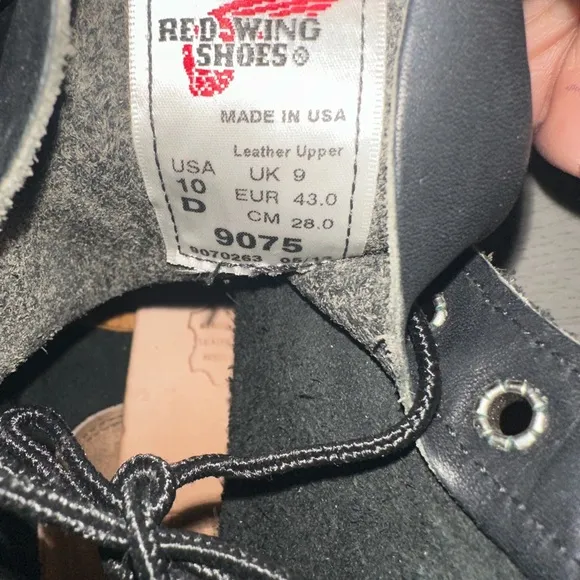 RED WING
SHOES®
MADE IN USA
Leather Upper
USA
10
D
UK 9
EUR 43.0
CM 28.0
9075
9070263